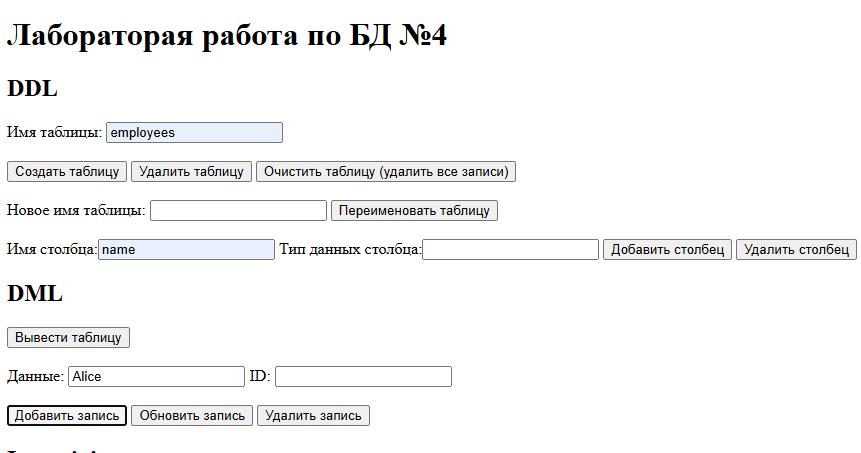 Лабораторая работа по БД №4
DDL
Имя таблицы: employees
Создать таблицу Удалить таблицу Очистить таблицу (удалить все записи)
Новое имя таблицы: Переименовать таблицу
Имя столбца: name Тип данных столбца: Добавить столбец Удалить столбец
DML
Вывести таблицу
Данные: Alice ID:
Добавить запись Обновить запись Удалить запись